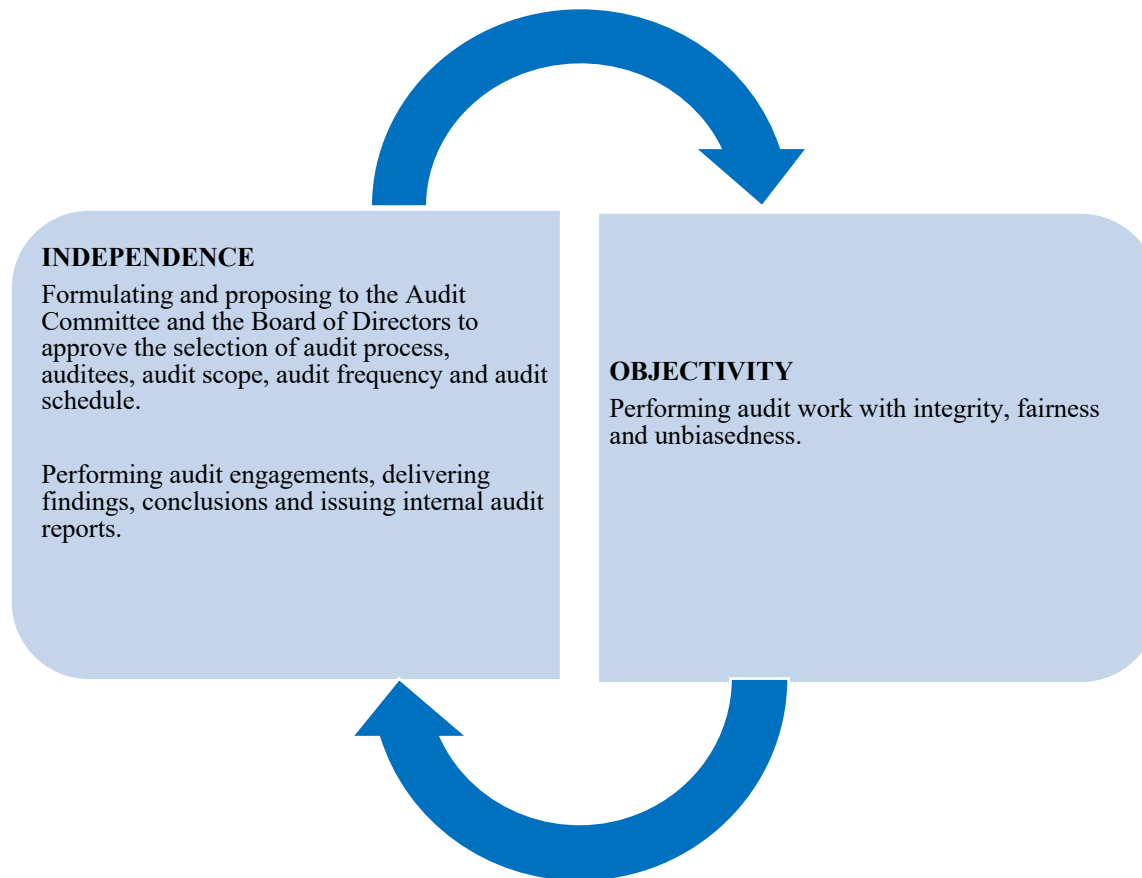 INDEPENDENCE
Formulating and proposing to the Audit
Committee and the Board of Directors to
approve the selection of audit process,
auditees, audit scope, audit frequency and audit
schedule.
Performing audit engagements, delivering
findings, conclusions and issuing internal audit
reports.
OBJECTIVITY
Performing audit work with integrity, fairness
and unbiasedness.